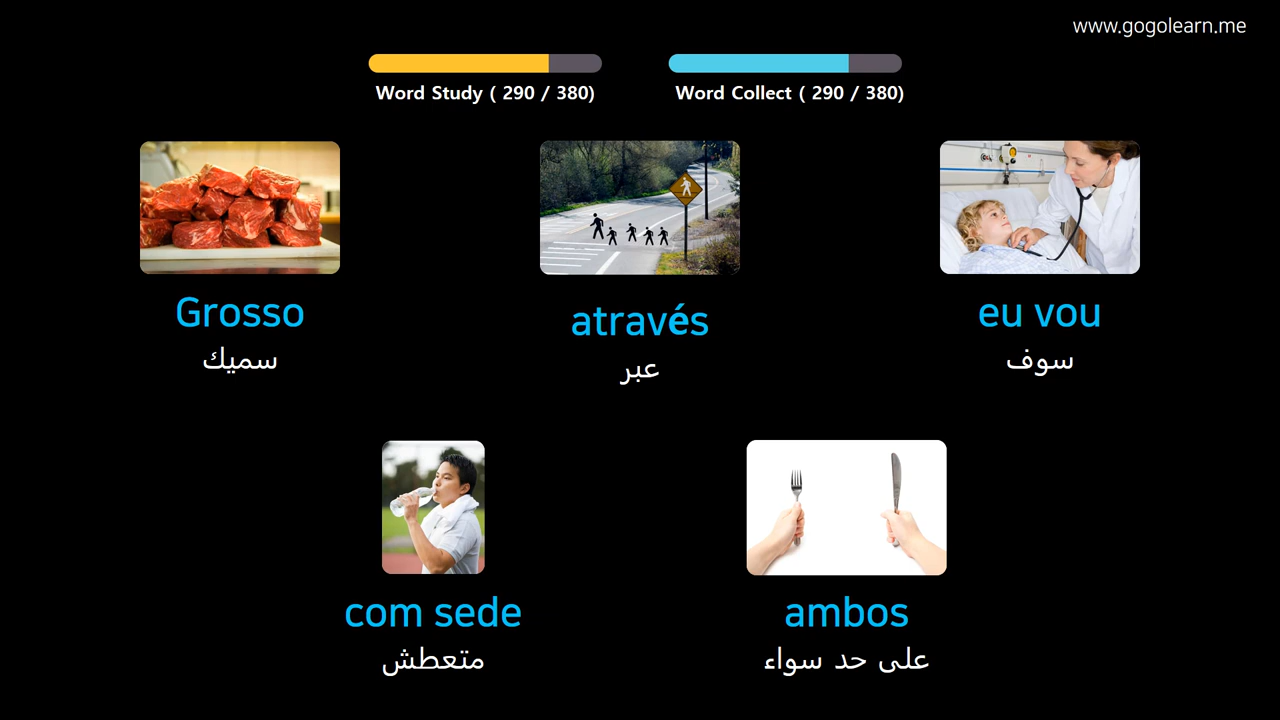 www.gogolearn.me
Word Study ( 290 / 380)
Word Collect ( 290 / 380)
Grosso
سميك
através
عبر
eu vou
سوف
com sede
متعطش
ambos
على حد سواء